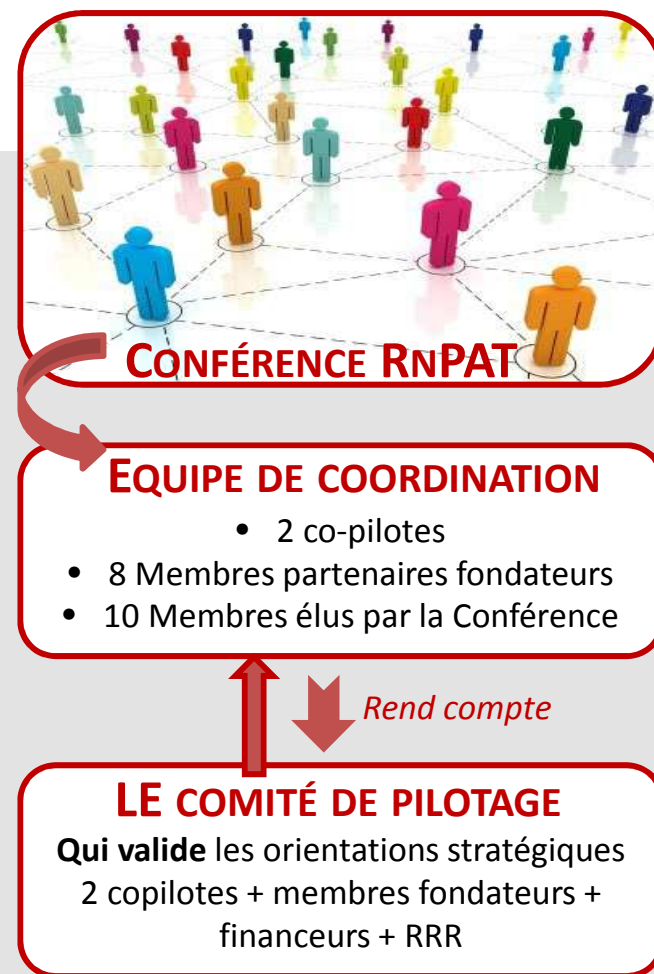 CONFÉRENCE RNPAT
EQUIPE DE COORDINATION
• 2 co-pilotes
• 8 Membres partenaires fondateurs
• 10 Membres élus par la Conférence
Rend compte
LE COMITÉ DE PILOTAGE
Qui valide les orientations stratégiques
2 copilotes + membres fondateurs +
financeurs + RRR